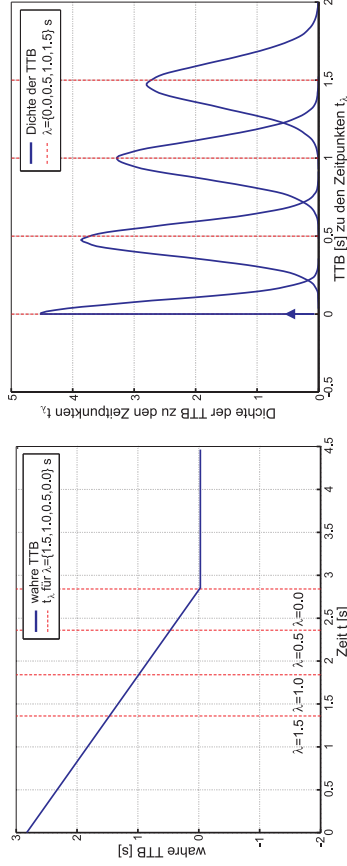 3
2
1
0
-1
-2
wahre TTB [s]
wahre TTB
t_λ für λ={1.5,1.0,0.5,0.0} s
λ=1.5
λ=1.0
λ=0.5
λ=0.0
0
0.5
1
1.5
2
2.5
3
3.5
4
4.5
Zeit t [s]
5
4
3
2
1
0
Dichte der TTB zu den Zeitpunkten t_λ
Dichte der TTB
λ={0.0,0.5,1.0,1.5} s
-0.5
0
0.5
1
1.5
2
TTB [s] zu den Zeitpunkten t_λ